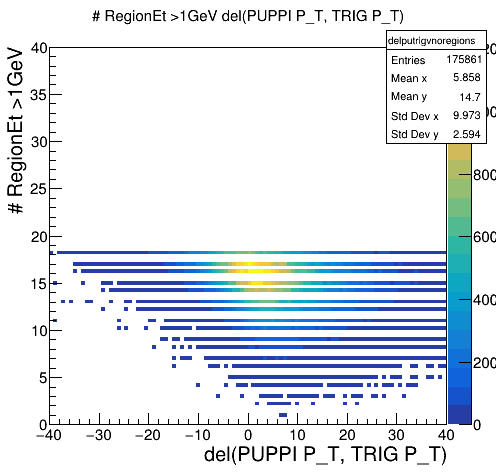 # RegionEt >1GeV del(PUPPI P_T, TRIG P_T)
delputrigvnoregions
Entries 175861
Mean x 5.858
Mean y 14.7
Std Dev x 9.973
Std Dev y 2.594
# RegionEt >1GeV
40
35
30
25
20
15
10
5
0
800
600
400
200
0
−40 −30 −20 −10 0 10 20 30 40
del(PUPPI P_T, TRIG P_T)